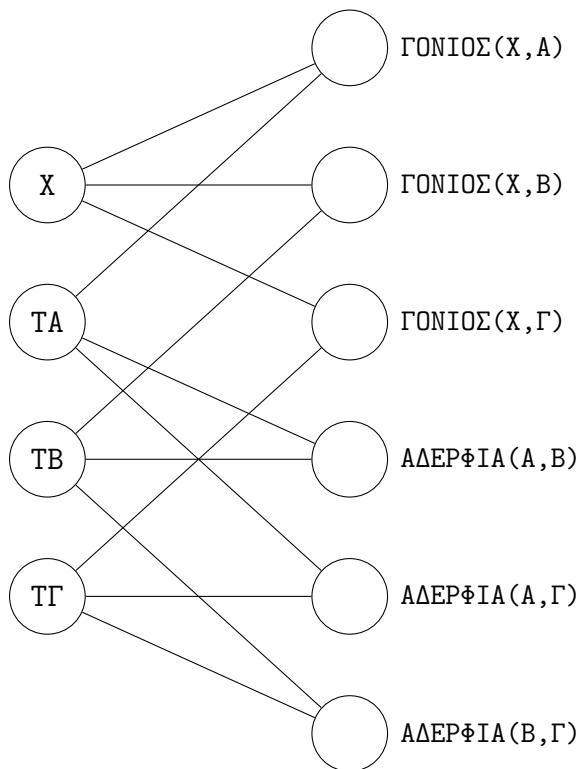 ΓΟΝΙΟΣ(Χ,Α)
Χ
ΓΟΝΙΟΣ(Χ,Β)
ΤΑ
ΓΟΝΙΟΣ(Χ,Γ)
ΤΒ
ΑΔΕΡΦΙΑ(Α,Β)
ΤΓ
ΑΔΕΡΦΙΑ(Α,Γ)
ΑΔΕΡΦΙΑ(Β,Γ)